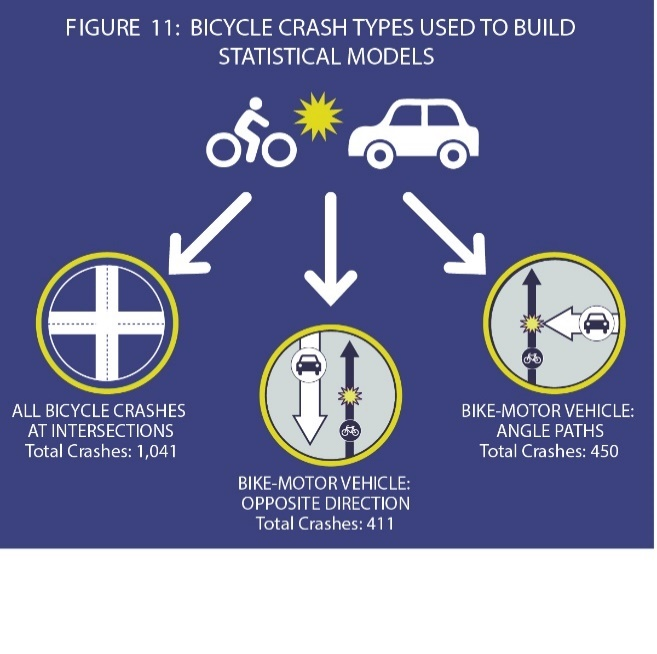 FIGURE 11: BICYCLE CRASH TYPES USED TO BUILD
STATISTICAL MODELS
ALL BICYCLE CRASHES
AT INTERSECTIONS
Total Crashes: 1,041
BIKE-MOTOR VEHICLE:
OPPOSITE DIRECTION
Total Crashes: 411
BIKE-MOTOR VEHICLE:
ANGLE PATHS
Total Crashes: 450